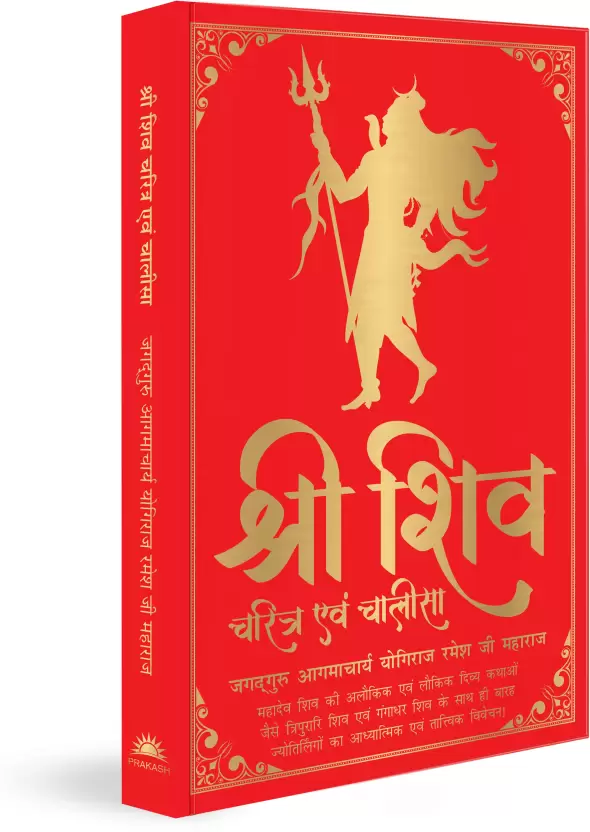 श्री शिव चरित्र एवं चालीसा
जगद्गुरु आगमाचार्य योगिराज रमेश जी महाराज
PRAKASH
श्री शिव
चरित्र एवं चालीसा
जगद्गुरु आगमाचार्य योगिराज रमेश जी महाराज
महादेव शिव की अलौकिक एवं लौकिक दिव्य कथाओं
जैसे त्रिपुरारि शिव एवं गंगाधर शिव के साथ ही बारह
ज्योतिर्लिंगों का आध्यात्मिक एवं तात्त्विक विवेचन।